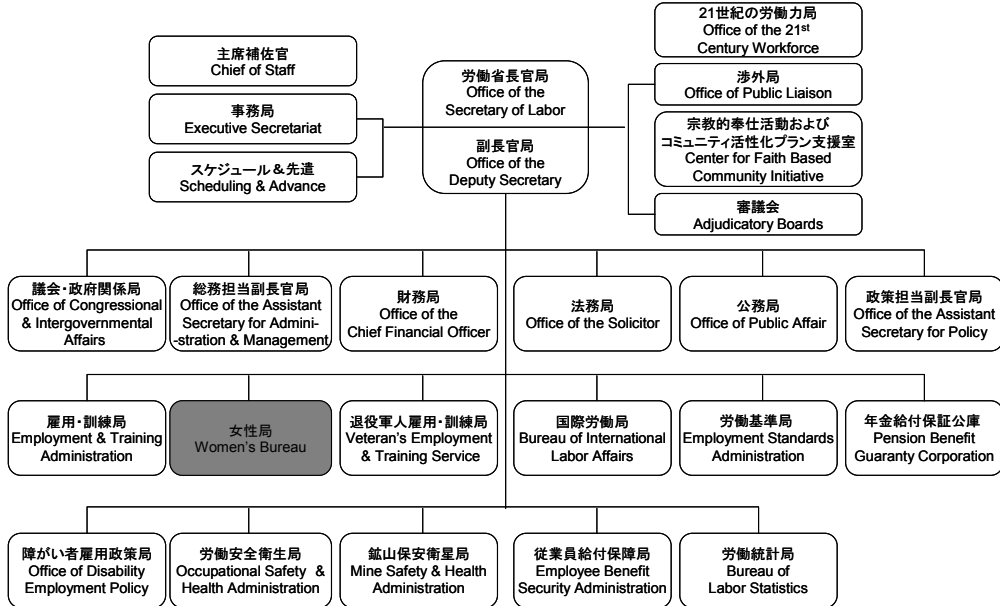 主席補佐官
Chief of Staff
事務局
Executive Secretariat
スケジュール&先遣
Scheduling & Advance
労働省長官局
Office of the
Secretary of Labor
副長官局
Office of the
Deputy Secretary
21世紀の労働力局
Office of the 21st
Century Workforce
渉外局
Office of Public Liaison
宗教的奉仕活動および
コミュニティ活性化プラン支援室
Center for Faith Based
Community Initiative
審議会
Adjudicatory Boards
議会・政府関係局
Office of Congressional
& Intergovernmental
Affairs
総務担当副長官局
Office of the Assistant
Secretary for Admini-
-stration & Management
財務局
Office of the
Chief Financial Officer
法務局
Office of the Solicitor
公務局
Office of Public Affair
政策担当副長官局
Office of the Assistant
Secretary for Policy
雇用・訓練局
Employment & Training
Administration
女性局
Women's Bureau
退役軍人雇用・訓練局
Veteran's Employment
& Training Service
国際労働局
Bureau of International
Labor Affairs
労働基準局
Employment Standards
Administration
年金給付保証公庫
Pension Benefit
Guaranty Corporation
障がい者雇用政策局
Office of Disability
Employment Policy
労働安全衛生局
Occupational Safety &
Health Administration
鉱山保安衛星局
Mine Safety & Health
Administration
従業員給付保障局
Employee Benefit
Security Administration
労働統計局
Bureau of
Labor Statistics